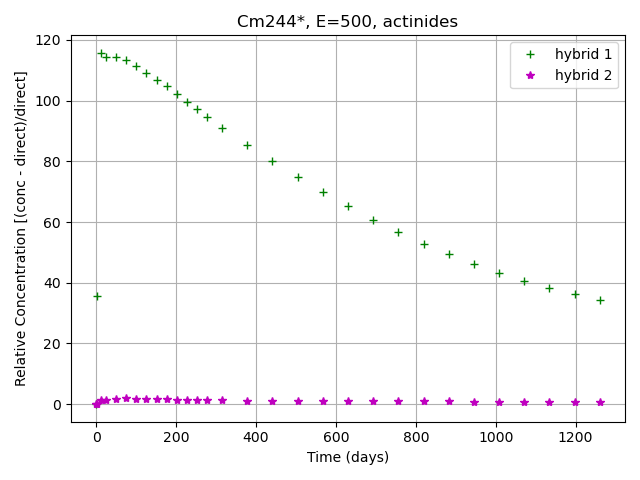 Cm244*, E=500, actinides
Relative Concentration [(conc - direct)/direct]
120
100
80
60
40
20
0
hybrid 1
hybrid 2
0 200 400 600 800 1000 1200
Time (days)